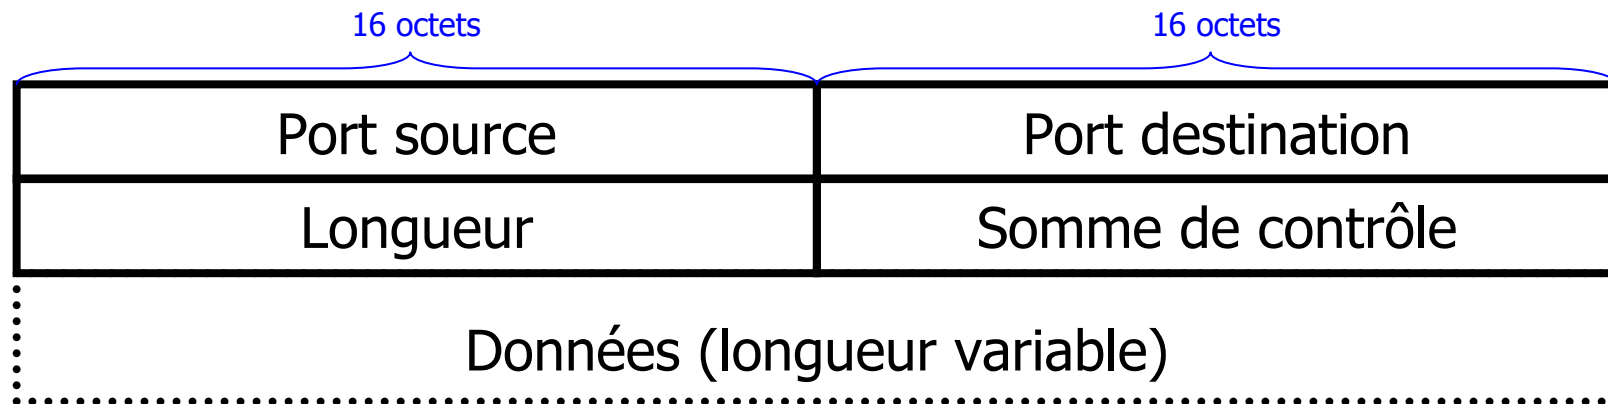 16 octets 16 octets
Port source Port destination
Longueur Somme de contrôle
Données (longueur variable)